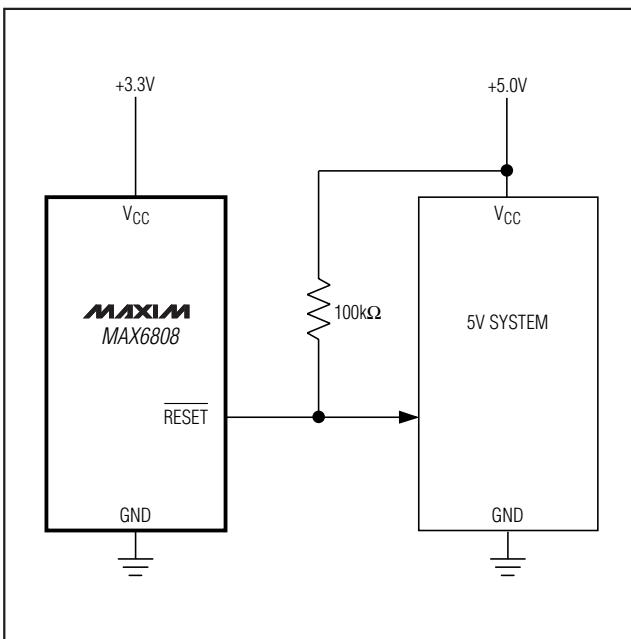 +3.3V
+5.0V
VCC
VCC
MAXIM
MAX6808
100kΩ
5V SYSTEM
RESET
GND
GND